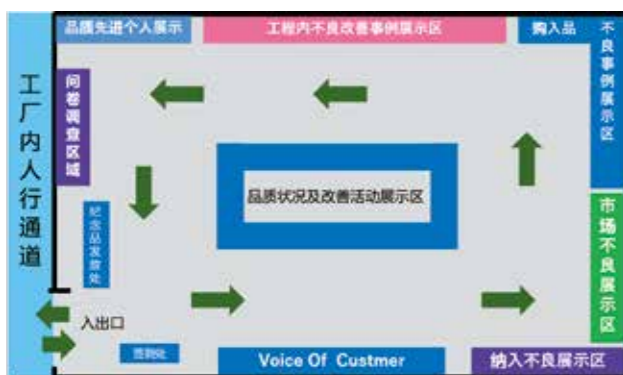 品质先进个人展示
工程内不良改善事例展示区
购入品
不良事例展示区
工厂内人行通道
问卷调查区域
品质状况及改善活动展示区
纪念品发放处
市场不良展示区
入出口
签到处
Voice Of Custmer
纳入不良展示区